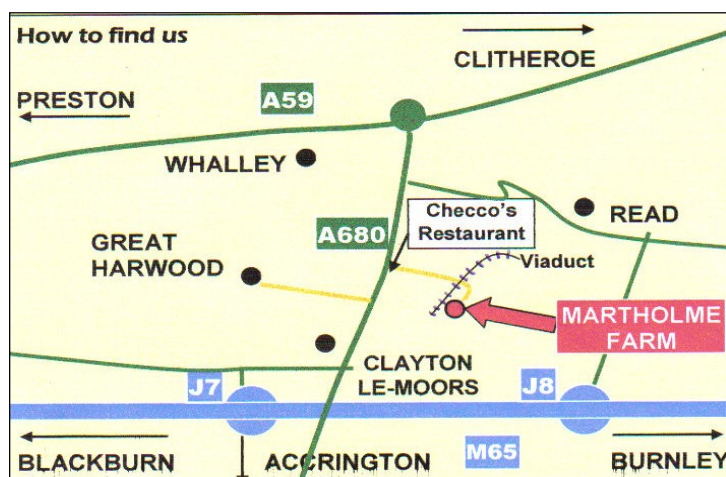 How to find us
CLITHEROE
PRESTON
A59
WHALLEY
Checco's
Restaurant
READ
A680
GREAT
HARWOOD
Viaduct
MARTHOLME
FARM
CLAYTON
LE-MOORS
J7
J8
BLACKBURN
ACCRINGTON
M65
BURNLEY